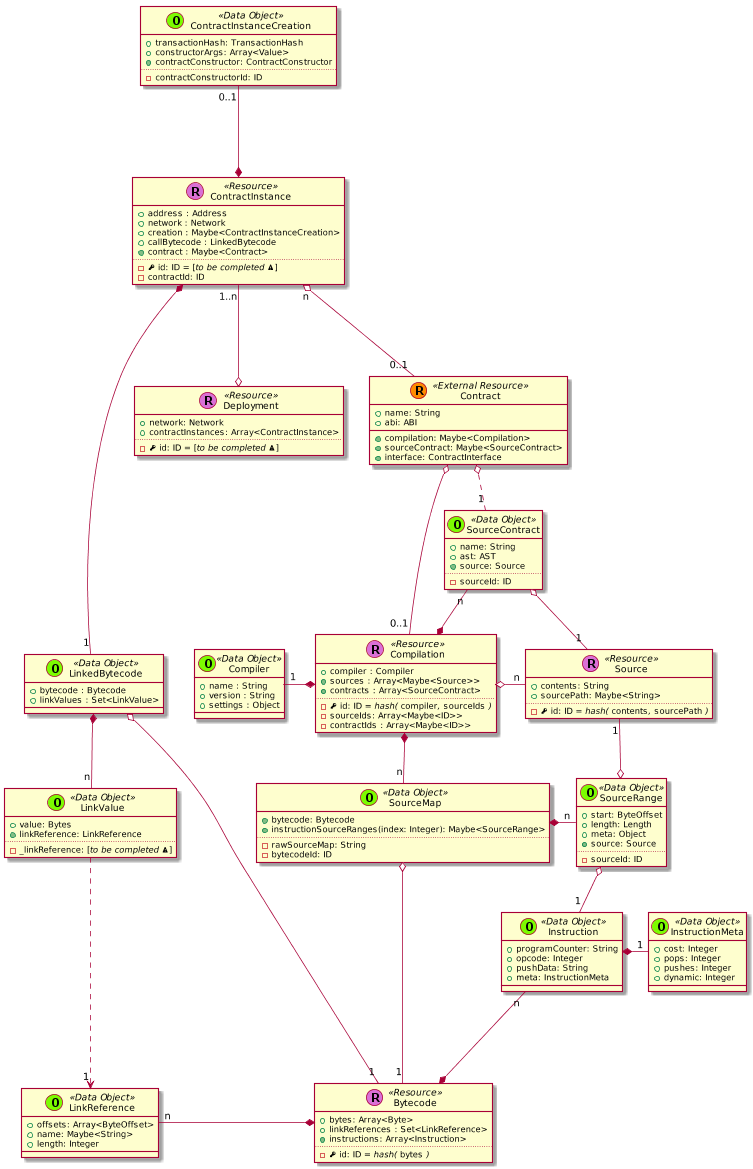 O «Data Object»
ContractInstanceCreation
transactionHash: TransactionHash
constructorArgs: Array<Value>
contractConstructor: ContractConstructor
contractConstructorId: ID
0..1
R «Resource»
ContractInstance
address : Address
network : Network
creation : Maybe<ContractInstanceCreation>
callBytecode : LinkedBytecode
contract : Maybe<Contract>
id: ID = [to be completed ]
contractId: ID
1..n
n
0..1
R «Resource»
Deployment
network: Network
contractInstances: Array<ContractInstance>
id: ID = [to be completed ]
R «External Resource»
Contract
name: String
abi: ABI
compilation: Maybe<Compilation>
sourceContract: Maybe<SourceContract>
interface: ContractInterface
1
O «Data Object»
SourceContract
name: String
ast: AST
source: Source
sourceId: ID
n
0..1
1
1
O «Data Object»
LinkedBytecode
bytecode : Bytecode
linkValues : Set<LinkValue>
O «Data Object»
Compiler
name : String
version : String
settings : Object
1
R «Resource»
Compilation
compiler : Compiler
sources : Array<Maybe<Source>>
contracts : Array<SourceContract>
id: ID = hash( compiler, sourceIds )
sourceIds: Array<Maybe<ID>>
contractIds : Array<Maybe<ID>>
n
R «Resource»
Source
contents: String
sourcePath: Maybe<String>
id: ID = hash( contents, sourcePath )
1
n
n
O «Data Object»
LinkValue
value: Bytes
linkReference: LinkReference
_linkReference: [to be completed ]
O «Data Object»
SourceMap
bytecode: Bytecode
instructionSourceRanges(index: Integer): Maybe<SourceRange>
rawSourceMap: String
bytecodeId: ID
n
O «Data Object»
SourceRange
start: ByteOffset
length: Length
meta: Object
source: Source
sourceId: ID
1
O «Data Object»
Instruction
programCounter: String
opcode: Integer
pushData: String
meta: InstructionMeta
1
O «Data Object»
InstructionMeta
cost: Integer
pops: Integer
pushes: Integer
dynamic: Integer
n
1
1
1
O «Data Object»
LinkReference
offsets: Array<ByteOffset>
name: Maybe<String>
length: Integer
n
R «Resource»
Bytecode
bytes: Array<Byte>
linkReferences : Set<LinkReference>
instructions: Array<Instruction>
id: ID = hash( bytes )